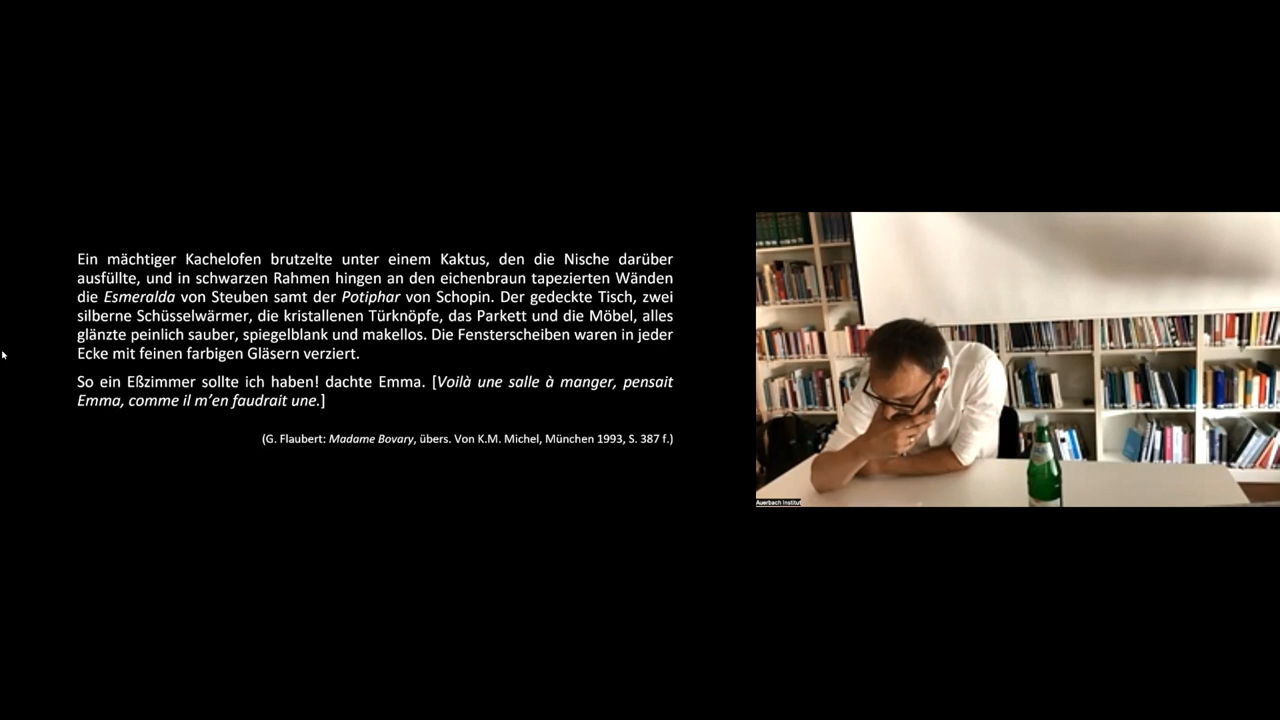 Ein mächtiger Kachelofen brutzelte unter einem Kaktus, den die Nische darüber
ausfüllte, und in schwarzen Rahmen hingen an den eichenbraun tapezierten Wänden
die Esmeralda von Steuben samt der Potiphar von Schopin. Der gedeckte Tisch, zwei
silberne Schüsselwärmer, die kristallenen Türknöpfe, das Parkett und die Möbel, alles
glänzte peinlich sauber, spiegelblank und makellos. Die Fensterscheiben waren in jeder
Ecke mit feinen farbigen Gläsern verziert.
So ein Eßzimmer sollte ich haben! dachte Emma. [Voilà une salle à manger, pensait
Emma, comme il m’en faudrait une.]
(G. Flaubert: Madame Bovary, übers. Von K.M. Michel, München 1993, S. 387 f.)
Auerbach Institut